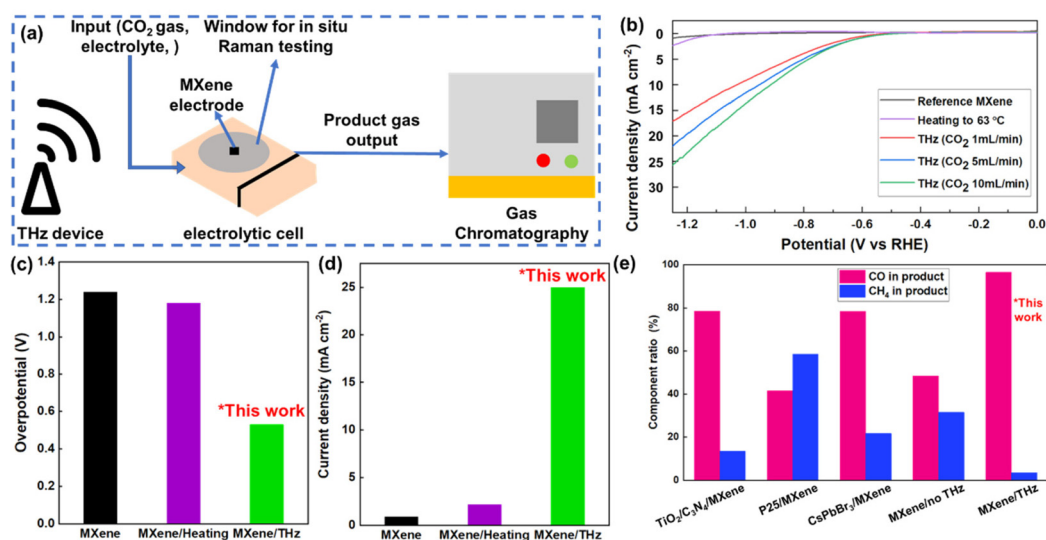 (a)
Input (CO₂ gas,
electrolyte, )
Window for in situ
Raman testing
MXene
electrode
Product gas
output
THz device
electrolytic cell
Gas
Chromatography
(b)
Current density (mA cm⁻²)
0
5
10
15
20
25
30
Reference MXene
Heating to 63 °C
THz (CO₂ 1mL/min)
THz (CO₂ 5mL/min)
THz (CO₂ 10mL/min)
-1.2 -1.0 -0.8 -0.6 -0.4 -0.2 0.0
Potential (V vs RHE)
(c)
Overpotential (V)
1.6
1.2
0.8
0.4
0.0
*This work
MXene MXene/Heating MXene/THz
(d)
Current density (mA cm⁻²)
25
20
15
10
5
0
*This work
MXene MXene/Heating MXene/THz
(e)
Component ratio (%)
100
80
60
40
20
0
CO in product
CH₄ in product
*This
work
TiO₂/C₃N₄/MXene
P25/MXene
CsPbBr₃/MXene
MXene/no THz
MXene/THz